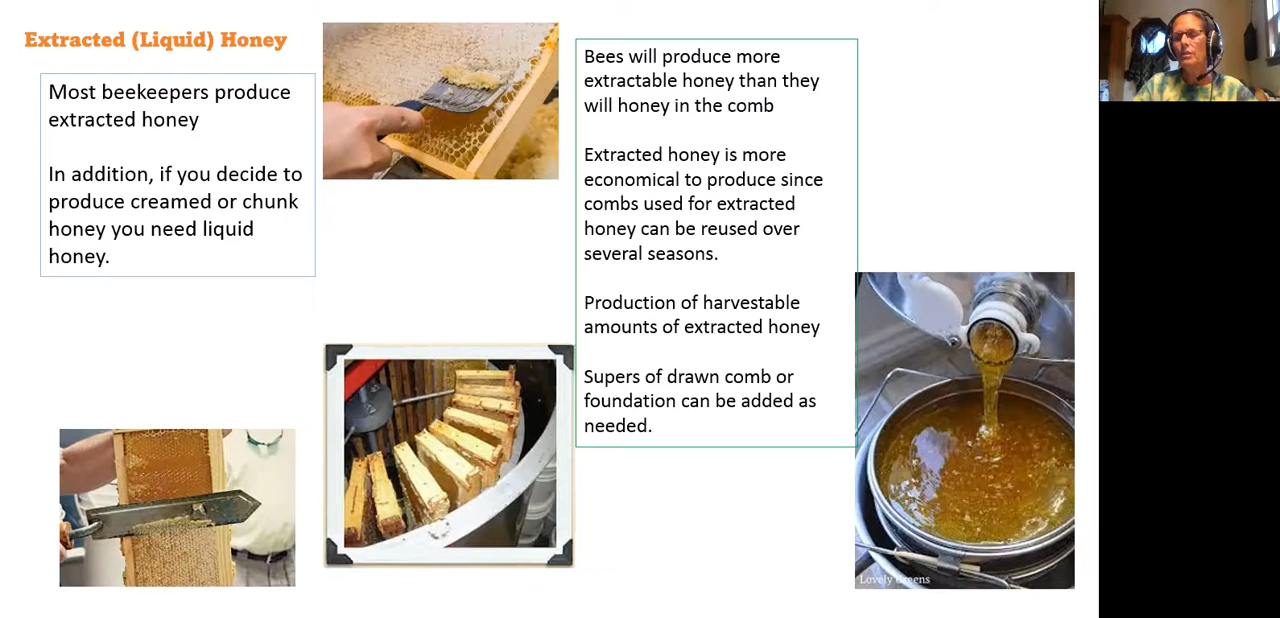 Extracted (Liquid) Honey
Most beekeepers produce
extracted honey
In addition, if you decide to
produce creamed or chunk
honey you need liquid
honey.
Bees will produce more
extractable honey than they
will honey in the comb
Extracted honey is more
economical to produce since
combs used for extracted
honey can be reused over
several seasons.
Production of harvestable
amounts of extracted honey
Supers of drawn comb or
foundation can be added as
needed.
Lovely Greens